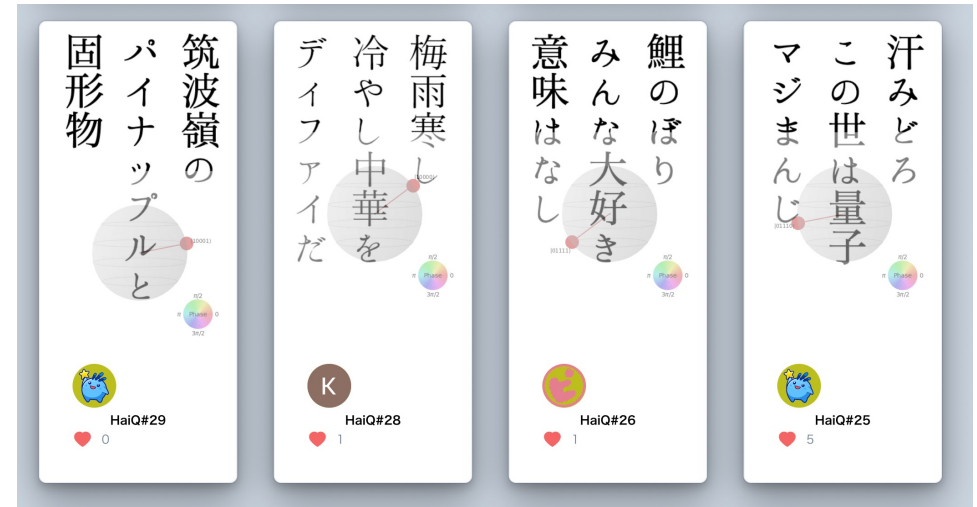 筑波嶺の
パイナップルと
固形物
|10001⟩
π/2
π
Phase
0
3π/2
HaiQ#29
0
梅雨寒し
冷やし中華を
ディファイだ
|10000⟩
π/2
π
Phase
0
3π/2
K
HaiQ#28
1
鯉のぼり
みんな大好き
意味はなし
|01111⟩
π/2
π
Phase
0
3π/2
HaiQ#26
1
汗みどろ
この世は量子
マジまんじ
|01110⟩
π/2
π
Phase
0
3π/2
HaiQ#25
5